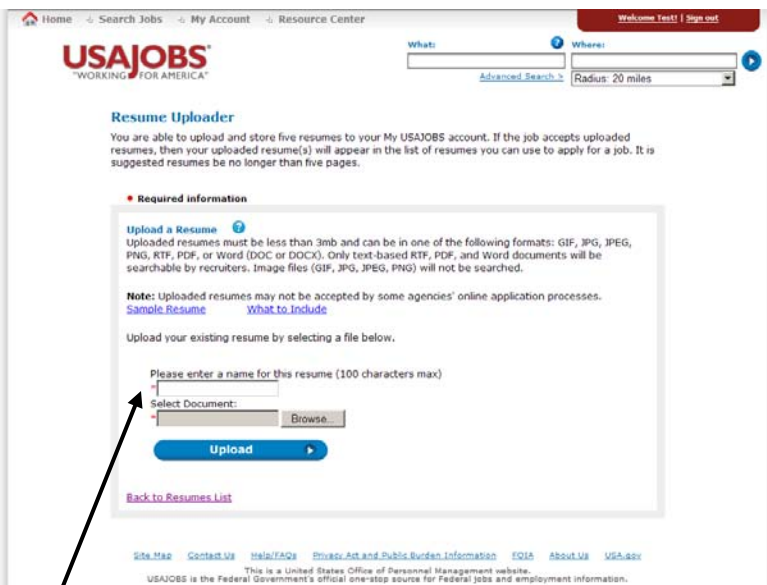 Home Search Jobs My Account Resource Center
Welcome Test! | Sign out
USAJOBS®
"WORKING FOR AMERICA"
What: ? Where:
Advanced Search > Radius: 20 miles
Resume Uploader
You are able to upload and store five resumes to your My USAJOBS account. If the job accepts uploaded
resumes, then your uploaded resume(s) will appear in the list of resumes you can use to apply for a job. It is
suggested resumes be no longer than five pages.
* Required information
Upload a Resume ?
Uploaded resumes must be less than 3mb and can be in one of the following formats: GIF, JPG, JPEG,
PNG, RTF, PDF, or Word (DOC or DOCX). Only text-based RTF, PDF, and Word documents will be
searchable by recruiters. Image files (GIF, JPG, JPEG, PNG) will not be searched.
Note: Uploaded resumes may not be accepted by some agencies' online application processes.
Sample Resume What to Include
Upload your existing resume by selecting a file below.
Please enter a name for this resume (100 characters max)
*
Select Document:
* Browse...
Upload
Back to Resumes List
Site Map Contact Us Help/FAQs Privacy Act and Public Burden Information FOIA About Us USA.gov
This is a United States Office of Personnel Management website.
USAJOBS is the Federal Government's official one-stop source for Federal jobs and employment information.